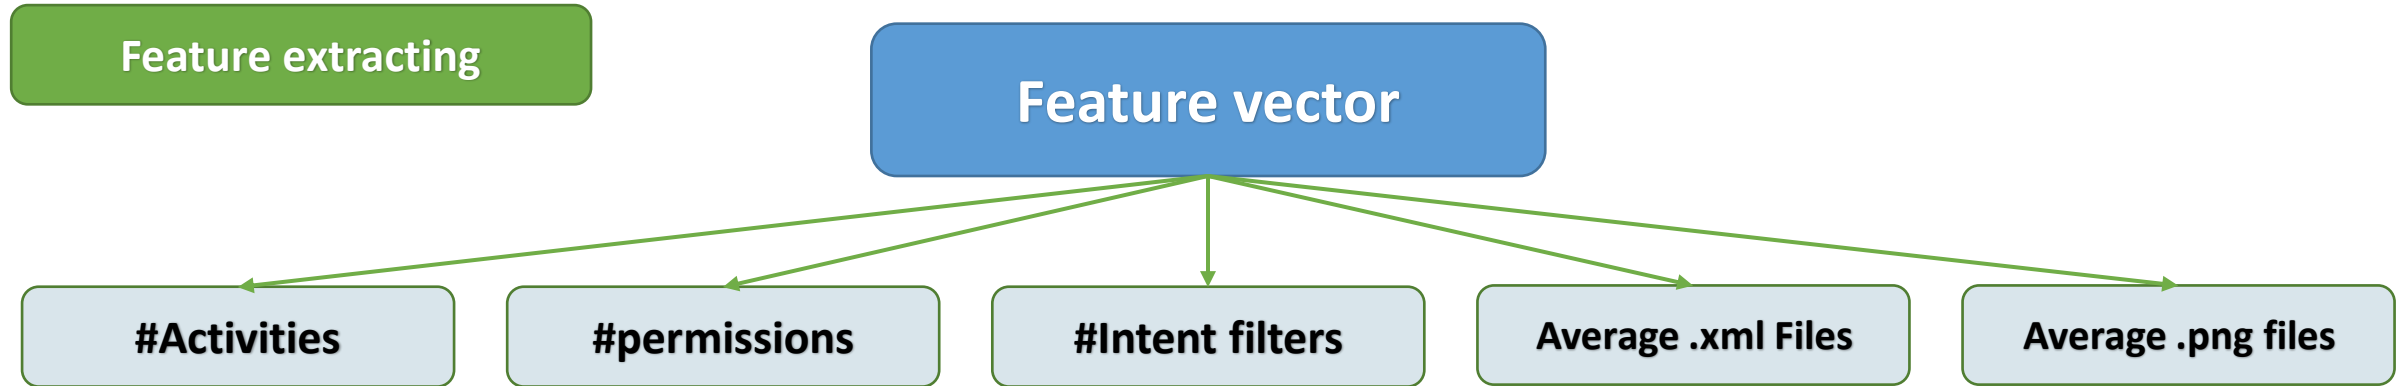 Feature extracting
Feature vector
#Activities
#permissions
#Intent filters
Average .xml Files
Average .png files